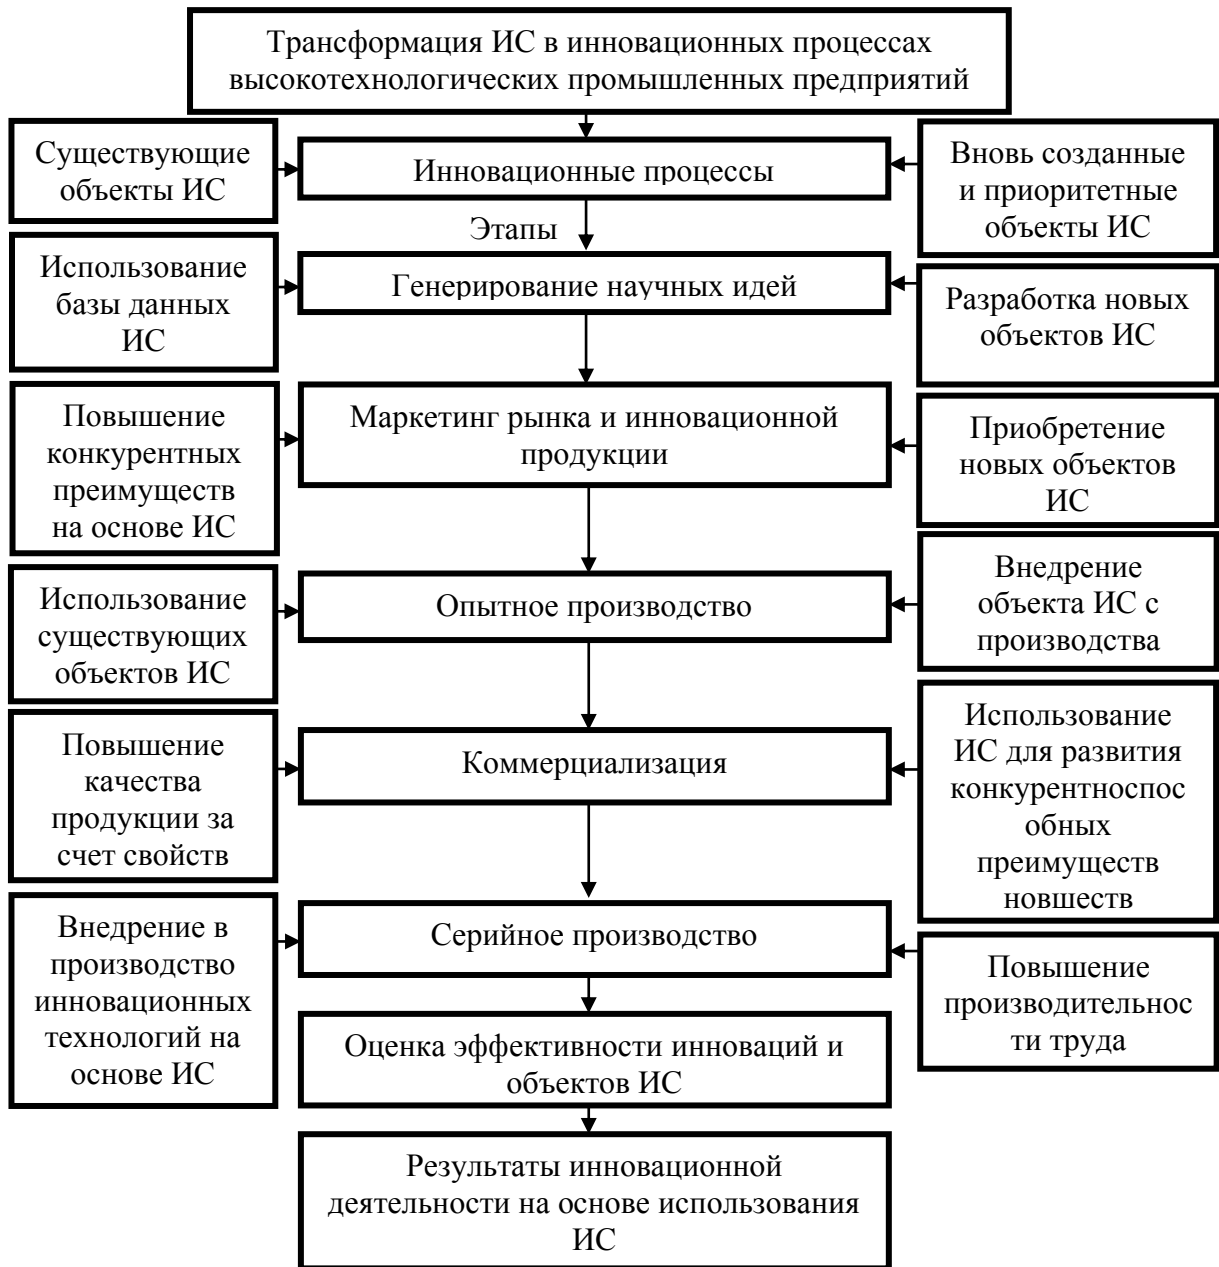 Трансформация ИС в инновационных процессах
высокотехнологических промышленных предприятий
Существующие
объекты ИС
Инновационные процессы
Вновь созданные
и приоритетные
объекты ИС
Этапы
Использование
базы данных
ИС
Генерирование научных идей
Разработка новых
объектов ИС
Повышение
конкурентных
преимуществ
на основе ИС
Маркетинг рынка и инновационной
продукции
Приобретение
новых объектов
ИС
Использование
существующих
объектов ИС
Опытное производство
Внедрение
объекта ИС с
производства
Повышение
качества
продукции за
счет свойств
Коммерциализация
Использование
ИС для развития
конкурентноспос
обных
преимуществ
новшеств
Внедрение в
производство
инновационных
технологий на
основе ИС
Серийное производство
Повышение
производительнос
ти труда
Оценка эффективности инноваций и
объектов ИС
Результаты инновационной
деятельности на основе использования
ИС